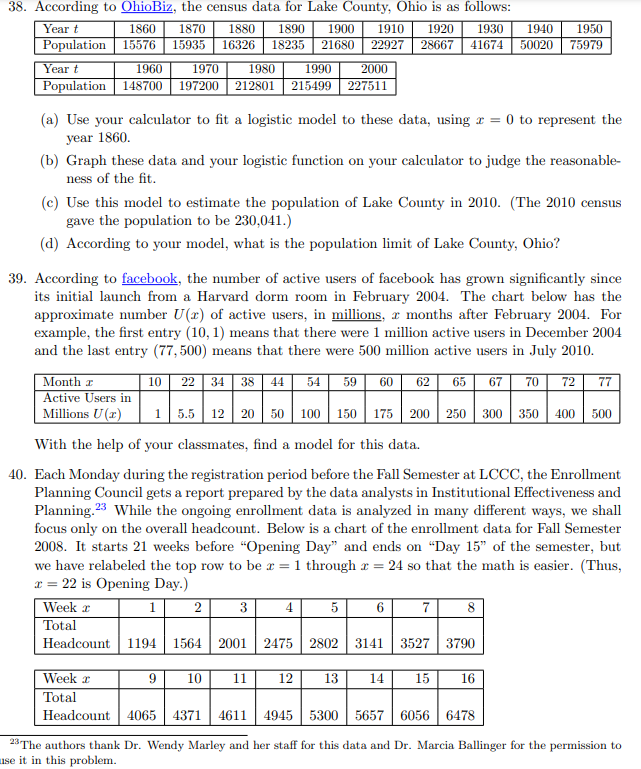 38. According to OhioBiz, the census data for Lake County, Ohio is as follows:
Year t 1860 1870 1880 1890 1900 1910 1920 1930 1940 1950
Population 15576 15935 16326 18235 21680 22927 28667 41674 50020 75979
Year t 1960 1970 1980 1990 2000
Population 148700 197200 212801 215499 227511
(a) Use your calculator to fit a logistic model to these data, using x = 0 to represent the
year 1860.
(b) Graph these data and your logistic function on your calculator to judge the reasonable-
ness of the fit.
(c) Use this model to estimate the population of Lake County in 2010. (The 2010 census
gave the population to be 230,041.)
(d) According to your model, what is the population limit of Lake County, Ohio?
39. According to facebook, the number of active users of facebook has grown significantly since
its initial launch from a Harvard dorm room in February 2004. The chart below has the
approximate number U(x) of active users, in millions, x months after February 2004. For
example, the first entry (10, 1) means that there were 1 million active users in December 2004
and the last entry (77, 500) means that there were 500 million active users in July 2010.
Month x 10 22 34 38 44 54 59 60 62 65 67 70 72 77
Active Users in
Millions U(x) 1 5.5 12 20 50 100 150 175 200 250 300 350 400 500
With the help of your classmates, find a model for this data.
40. Each Monday during the registration period before the Fall Semester at LCCC, the Enrollment
Planning Council gets a report prepared by the data analysts in Institutional Effectiveness and
Planning.23 While the ongoing enrollment data is analyzed in many different ways, we shall
focus only on the overall headcount. Below is a chart of the enrollment data for Fall Semester
2008. It starts 21 weeks before “Opening Day” and ends on “Day 15” of the semester, but
we have relabeled the top row to be x = 1 through x = 24 so that the math is easier. (Thus,
x = 22 is Opening Day.)
Week x 1 2 3 4 5 6 7 8
Total
Headcount 1194 1564 2001 2475 2802 3141 3527 3790
Week x 9 10 11 12 13 14 15 16
Total
Headcount 4065 4371 4611 4945 5300 5657 6056 6478
23The authors thank Dr. Wendy Marley and her staff for this data and Dr. Marcia Ballinger for the permission to
use it in this problem.